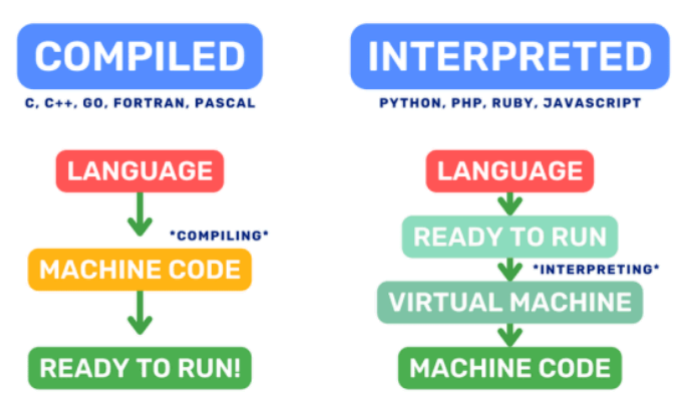 COMPILED
C, C++, GO, FORTRAN, PASCAL
LANGUAGE
*COMPILING*
MACHINE CODE
READY TO RUN!
INTERPRETED
PYTHON, PHP, RUBY, JAVASCRIPT
LANGUAGE
READY TO RUN
*INTERPRETING*
VIRTUAL MACHINE
MACHINE CODE